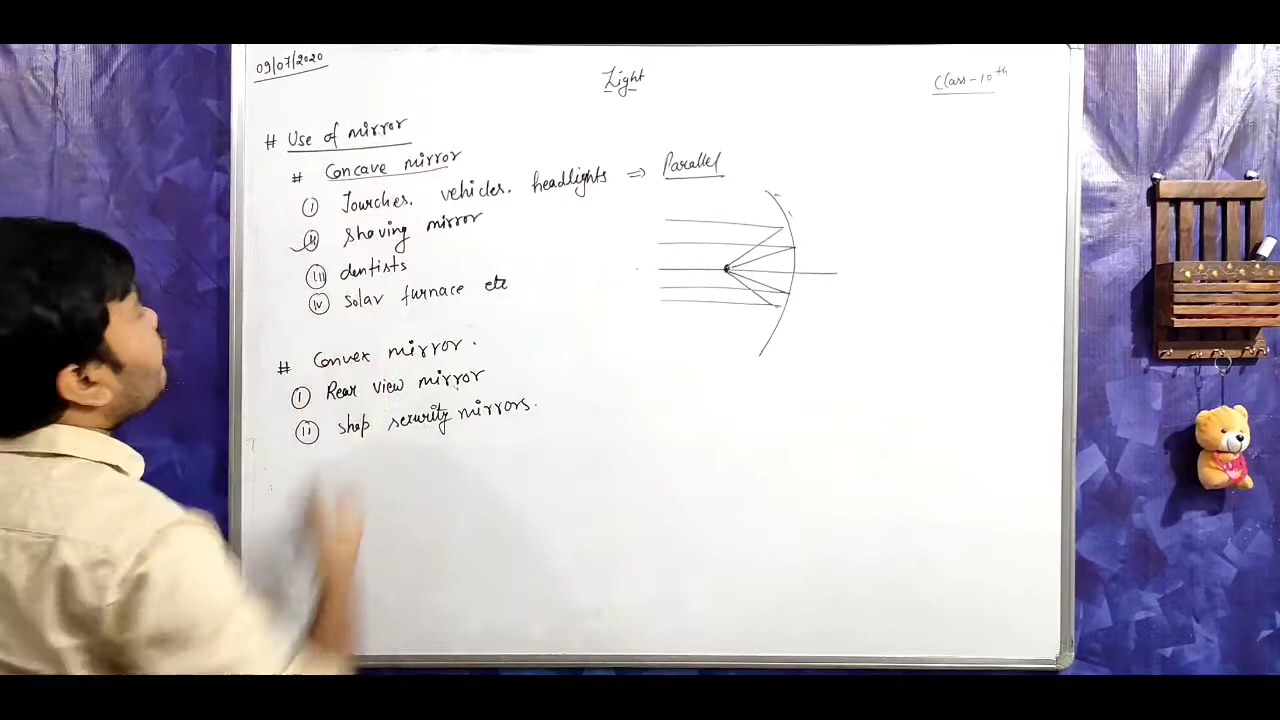 09/07/2020
Light
Class-10th
# Use of mirror
# Concave mirror
(i) Tourches, vehicles, headlights ⇒ Parallel
(ii) shaving mirror
(iii) dentists
(iv) solar furnace etc
# Convex mirror.
(i) Rear view mirror
(ii) shop security mirrors.